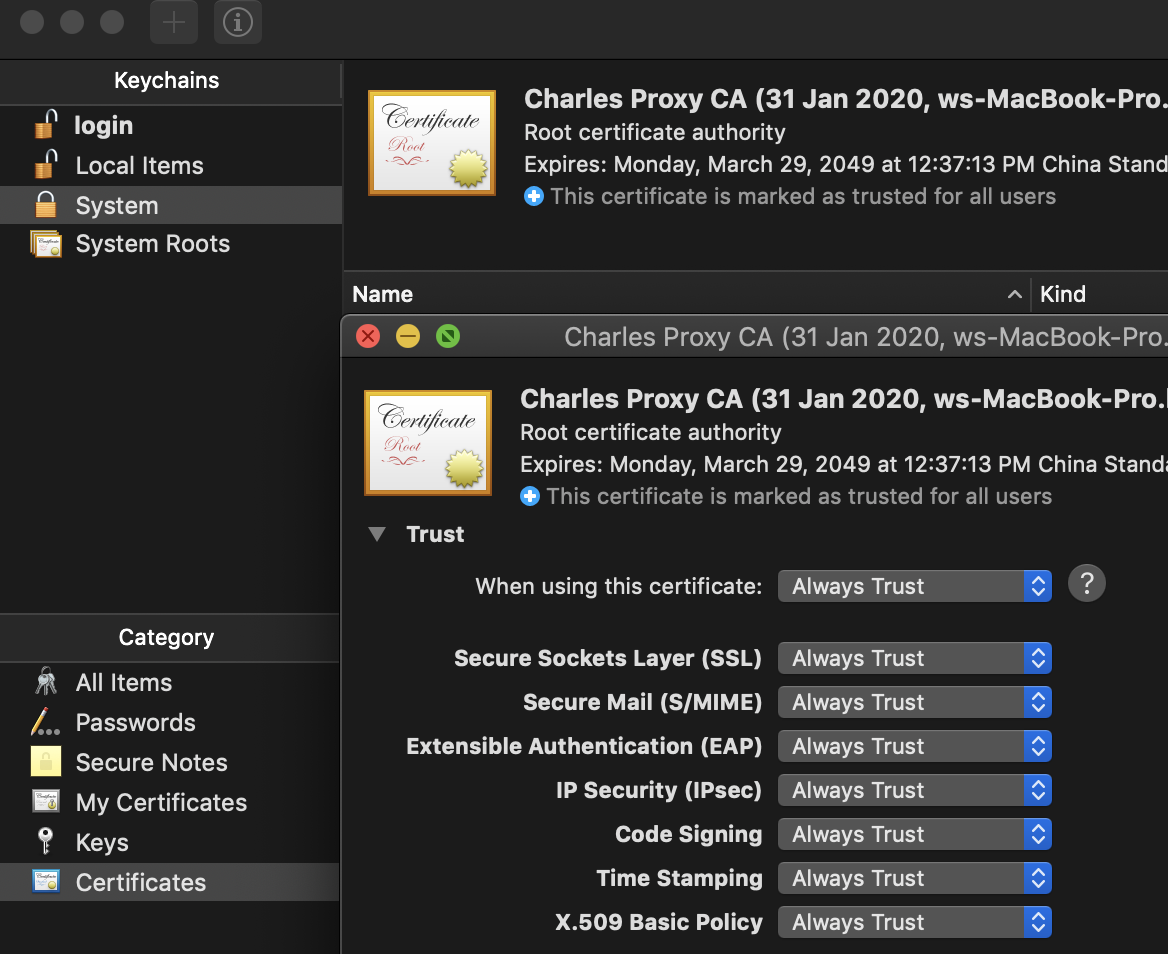 Keychains
login
Local Items
System
System Roots
Category
All Items
Passwords
Secure Notes
My Certificates
Keys
Certificates
Certificate
Root
Charles Proxy CA (31 Jan 2020, ws-MacBook-Pro.
Root certificate authority
Expires: Monday, March 29, 2049 at 12:37:13 PM China Stand
This certificate is marked as trusted for all users
Name
Kind
Charles Proxy CA (31 Jan 2020, ws-MacBook-Pro.
Certificate
Root
Charles Proxy CA (31 Jan 2020, ws-MacBook-Pro.
Root certificate authority
Expires: Monday, March 29, 2049 at 12:37:13 PM China Standa
This certificate is marked as trusted for all users
Trust
When using this certificate: Always Trust ?
Secure Sockets Layer (SSL) Always Trust
Secure Mail (S/MIME) Always Trust
Extensible Authentication (EAP) Always Trust
IP Security (IPsec) Always Trust
Code Signing Always Trust
Time Stamping Always Trust
X.509 Basic Policy Always Trust